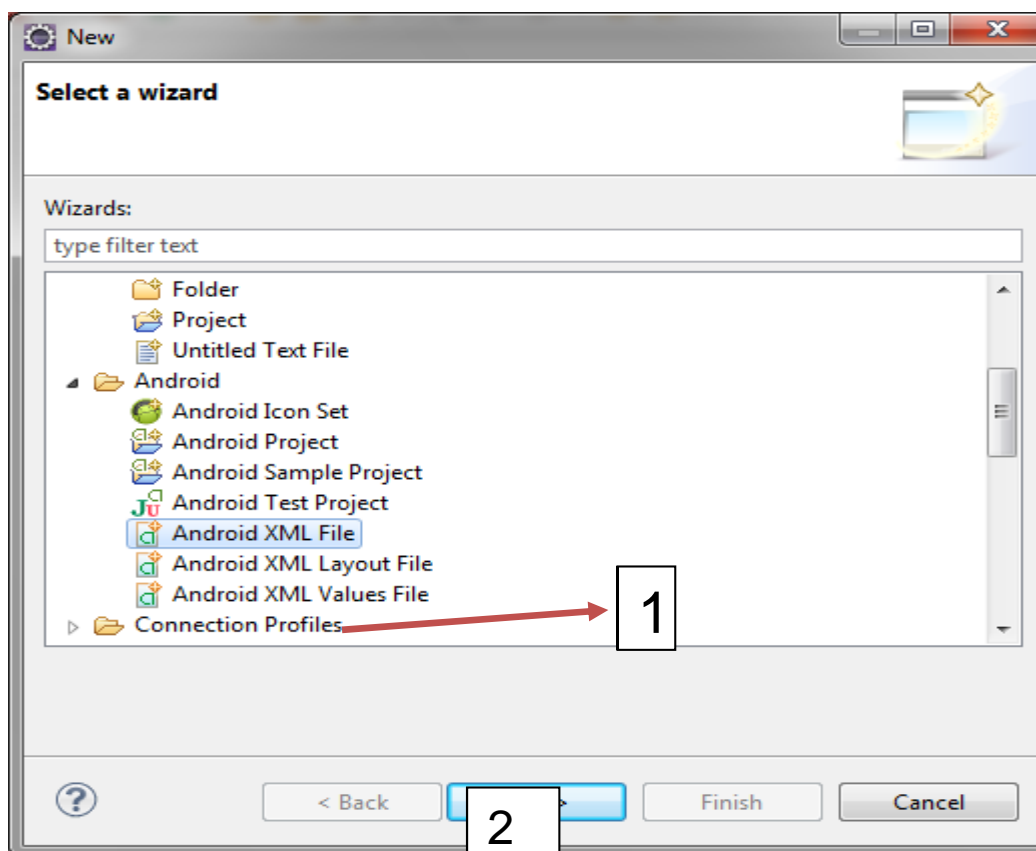 New
Select a wizard
Wizards:
type filter text
Folder
Project
Untitled Text File
Android
Android Icon Set
Android Project
Android Sample Project
Android Test Project
Android XML File
Android XML Layout File
Android XML Values File
Connection Profiles
1
< Back
>
Finish
Cancel
2